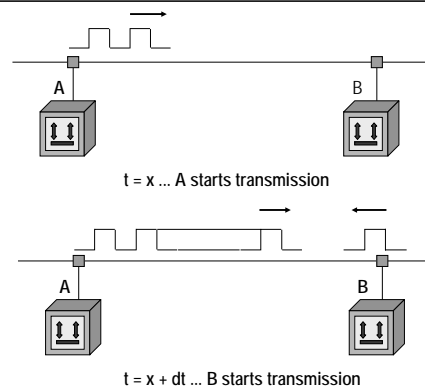 A B
t = x ... A starts transmission
A B
t = x + dt ... B starts transmission